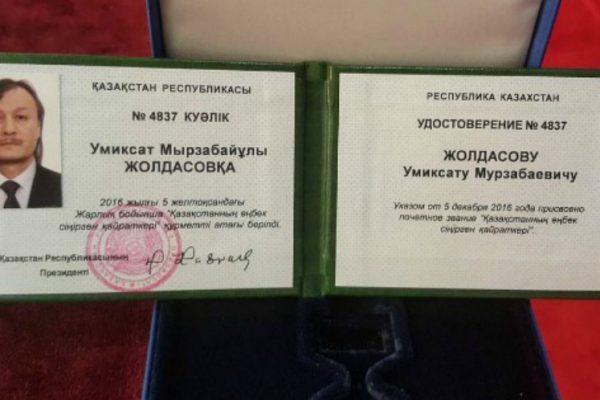 ҚАЗАҚСТАН РЕСПУБЛИКАСЫ
№ 4837 КУӘЛІК
Умиксат Мырзабайұлы
ЖОЛДАСОВҚА
2016 жылғы 5 желтоқсандағы
Жарлық бойынша "Қазақстанның еңбек
сіңірген қайраткері" құрметті атағы берілді.
Қазақстан Республикасының
Президенті
РЕСПУБЛИКА КАЗАХСТАН
УДОСТОВЕРЕНИЕ № 4837
ЖОЛДАСОВУ
Умиксату Мурзабаевичу
Указом от 5 декабря 2016 года присвоено
почетное звание "Қазақстанның еңбек
сіңірген қайраткері".